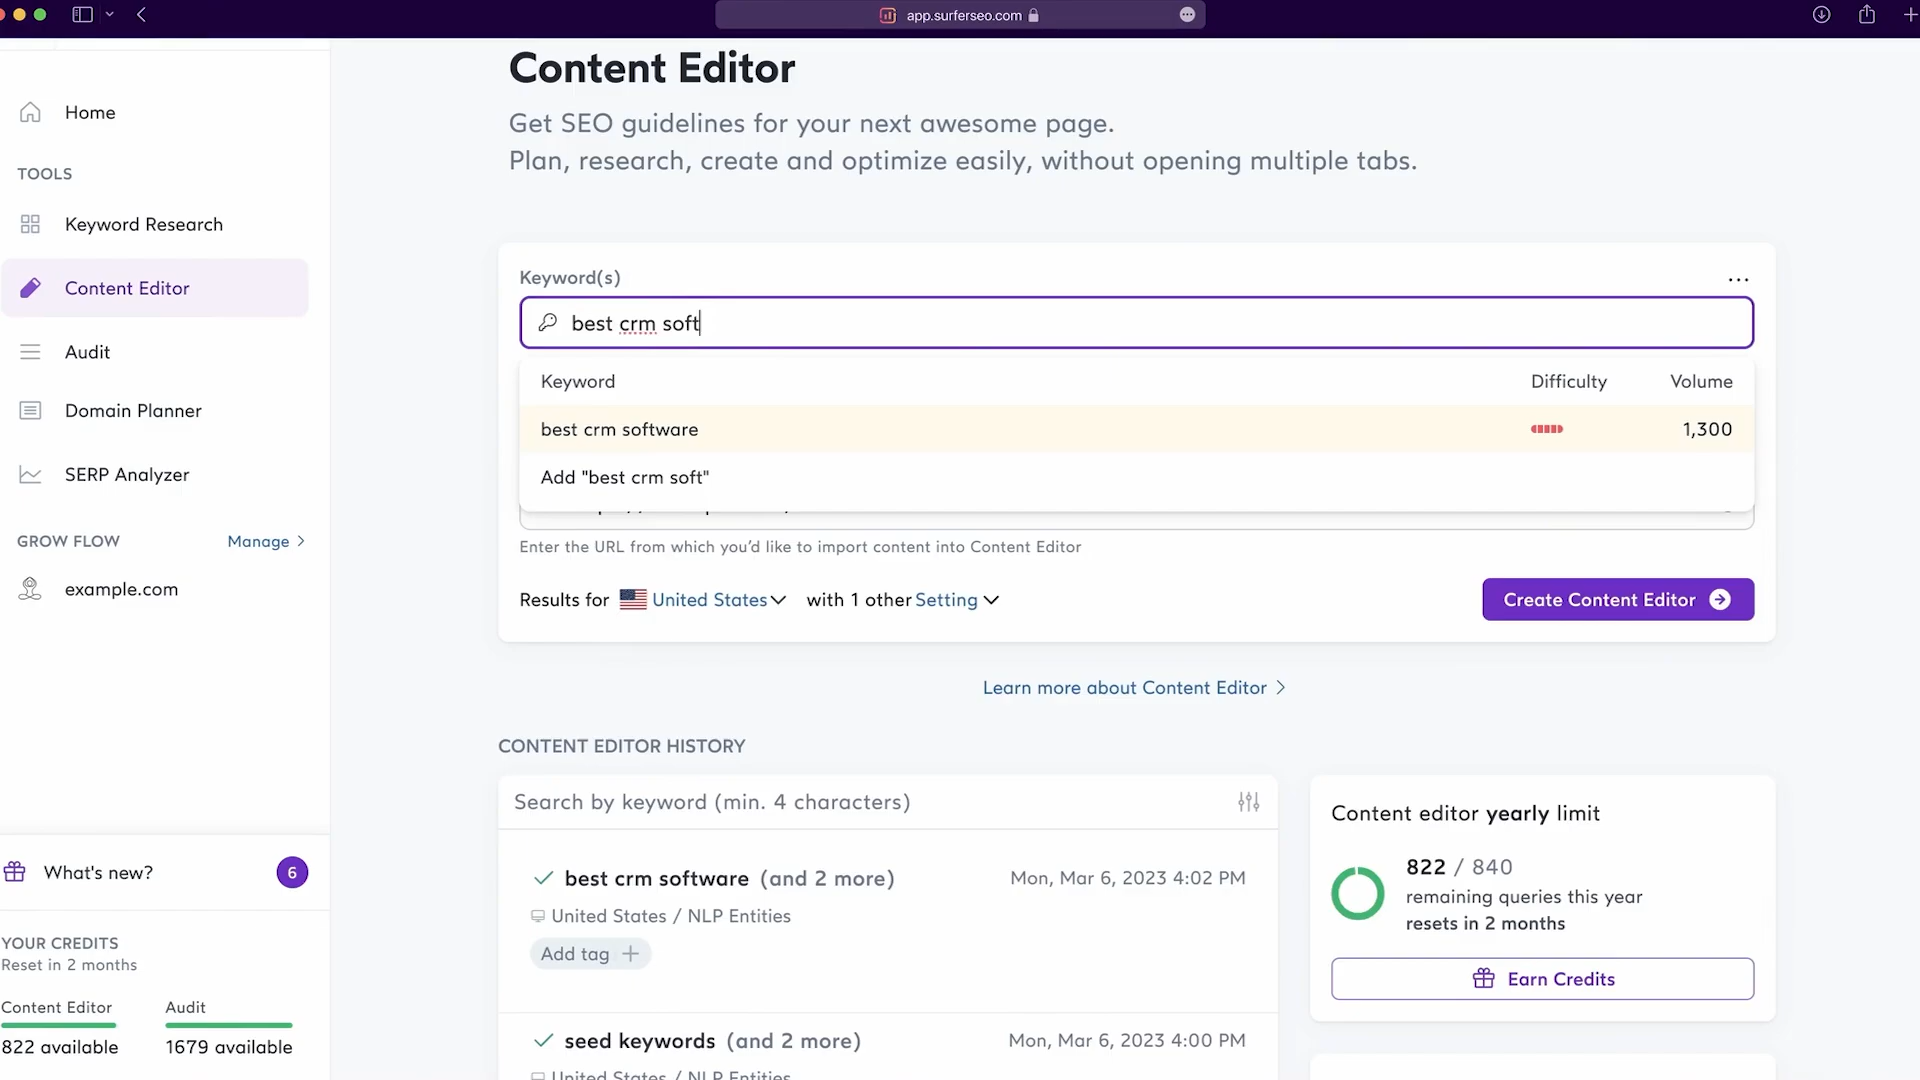 app.surferseo.com
Home
TOOLS
Keyword Research
Content Editor
Audit
Domain Planner
SERP Analyzer
GROW FLOW
Manage
example.com
What's new?
6
YOUR CREDITS
Reset in 2 months
Content Editor
Audit
822 available
1679 available
Content Editor
Get SEO guidelines for your next awesome page.
Plan, research, create and optimize easily, without opening multiple tabs.
Keyword(s)
best crm soft
Keyword Difficulty Volume
best crm software 1,300
Add "best crm soft"
Enter the URL from which you’d like to import content into Content Editor
Results for United States with 1 other Setting
Create Content Editor
Learn more about Content Editor
CONTENT EDITOR HISTORY
Search by keyword (min. 4 characters)
best crm software (and 2 more) Mon, Mar 6, 2023 4:02 PM
United States / NLP Entities
Add tag +
seed keywords (and 2 more) Mon, Mar 6, 2023 4:00 PM
United States / NLP Entities
Content editor yearly limit
822 / 840
remaining queries this year
resets in 2 months
Earn Credits